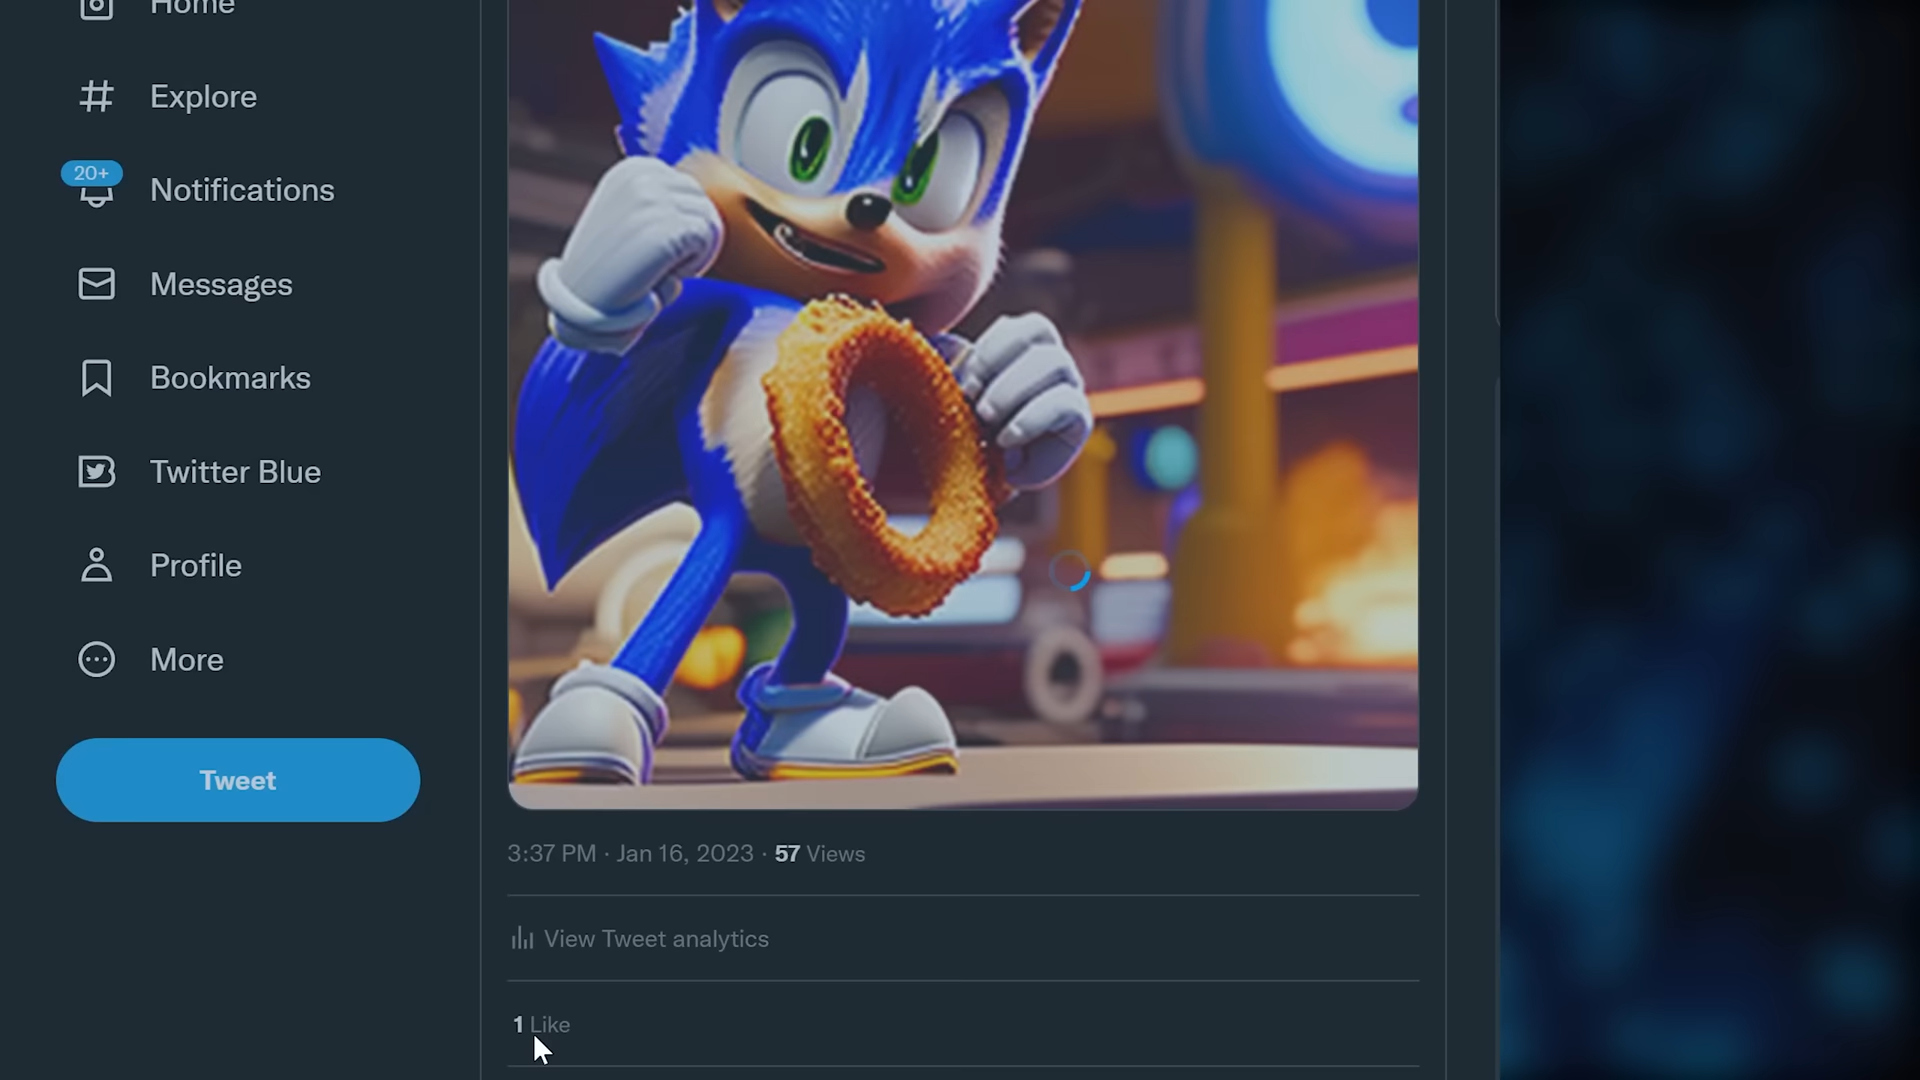 Home
Explore
20+
Notifications
Messages
Bookmarks
Twitter Blue
Profile
More
Tweet
3:37 PM · Jan 16, 2023 · 57 Views
View Tweet analytics
1 Like